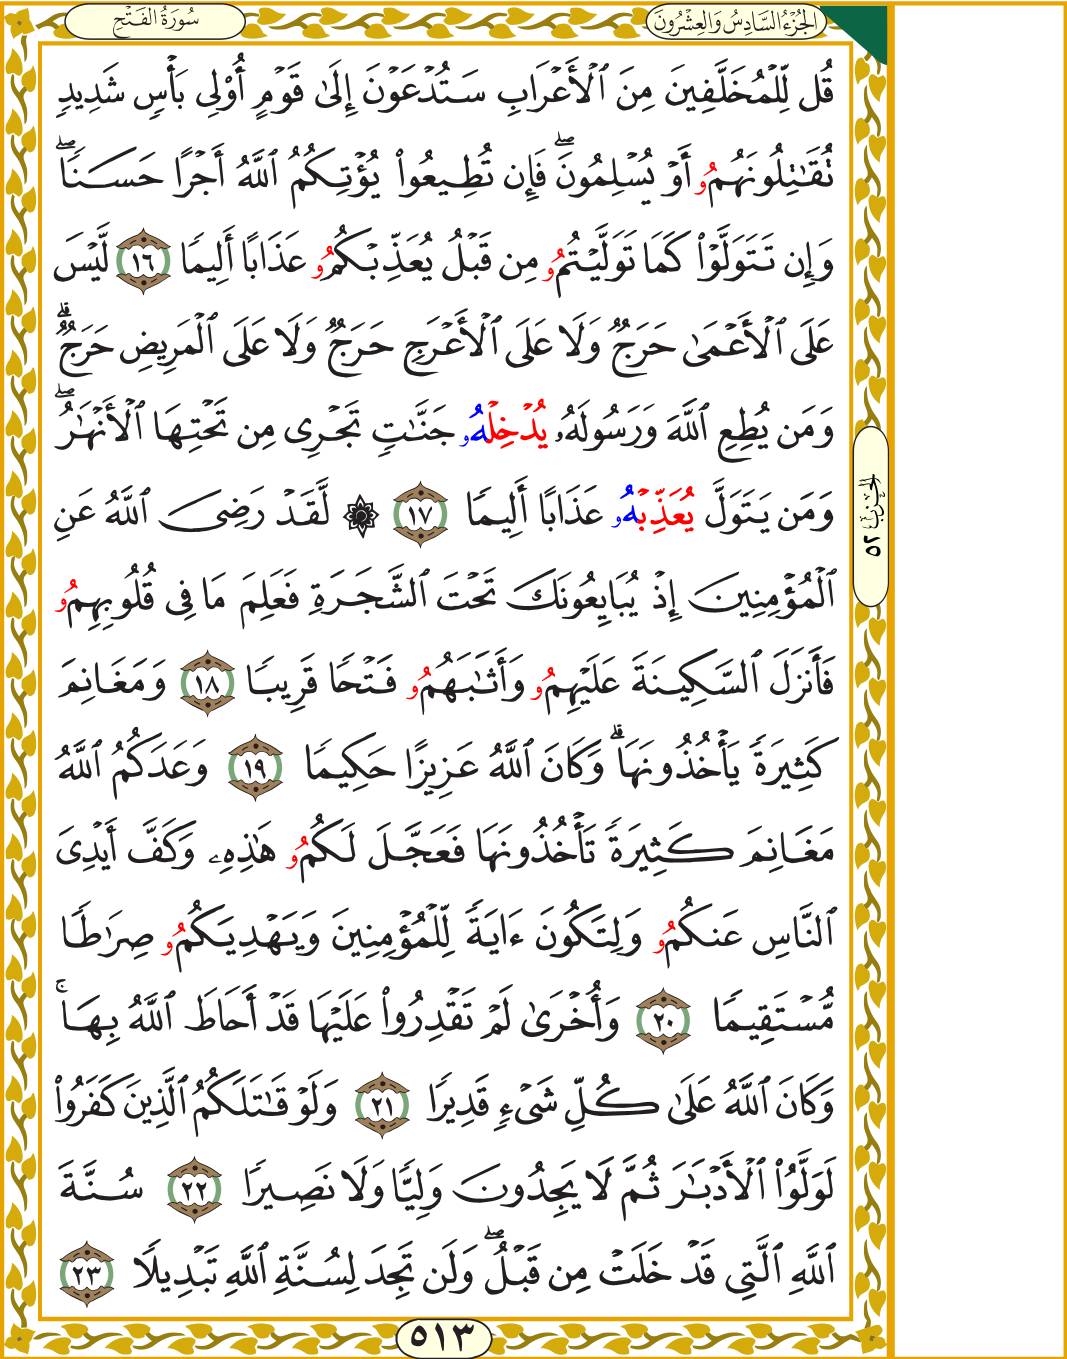 سُورَةُ الفَتْحِ
الجُزْءُ السَّادِسُ وَالعِشْرُونَ
قُل لِّلْمُخَلَّفِينَ مِنَ ٱلْأَعْرَابِ سَتُدْعَوْنَ إِلَىٰ قَوْمٍ أُوْلِى بَأْسٍ شَدِيدٍ
تُقَٰتِلُونَهُمُو أَوْ يُسْلِمُونَۖ فَإِن تُطِيعُواْ يُؤْتِكُمُ ٱللَّهُ أَجْرًا حَسَنًاۖ
وَإِن تَتَوَلَّوْاْ كَمَا تَوَلَّيْتُمُو مِن قَبْلُ يُعَذِّبْكُمُو عَذَابًا أَلِيمًا ١٦ لَّيْسَ
عَلَى ٱلْأَعْمَىٰ حَرَجٌ وَلَا عَلَى ٱلْأَعْرَجِ حَرَجٌ وَلَا عَلَى ٱلْمَرِيضِ حَرَجٌۗ
وَمَن يُطِعِ ٱللَّهَ وَرَسُولَهُۥ يُدْخِلْهُۥ جَنَّٰتٍ تَجْرِى مِن تَحْتِهَا ٱلْأَنْهَٰرُۖ
وَمَن يَتَوَلَّ يُعَذِّبْهُۥ عَذَابًا أَلِيمًا ١٧ ۞ لَّقَدْ رَضِىَ ٱللَّهُ عَنِ
ٱلْمُؤْمِنِينَ إِذْ يُبَايِعُونَكَ تَحْتَ ٱلشَّجَرَةِ فَعَلِمَ مَا فِى قُلُوبِهِمُو
فَأَنزَلَ ٱلسَّكِينَةَ عَلَيْهِمُو وَأَثَٰبَهُمُو فَتْحًا قَرِيبًا ١٨ وَمَغَانِمَ
كَثِيرَةً يَأْخُذُونَهَاۗ وَكَانَ ٱللَّهُ عَزِيزًا حَكِيمًا ١٩ وَعَدَكُمُ ٱللَّهُ
مَغَانِمَ كَثِيرَةً تَأْخُذُونَهَا فَعَجَّلَ لَكُمُو هَٰذِهِۦ وَكَفَّ أَيْدِىَ
ٱلنَّاسِ عَنكُمُو وَلِتَكُونَ ءَايَةً لِّلْمُؤْمِنِينَ وَيَهْدِيَكُمُو صِرَٰطًا
مُّسْتَقِيمًا ٢٠ وَأُخْرَىٰ لَمْ تَقْدِرُواْ عَلَيْهَا قَدْ أَحَاطَ ٱللَّهُ بِهَاۚ
وَكَانَ ٱللَّهُ عَلَىٰ كُلِّ شَىْءٍ قَدِيرًا ٢١ وَلَوْ قَٰتَلَكُمُ ٱلَّذِينَ كَفَرُواْ
لَوَلَّوُاْ ٱلْأَدْبَٰرَ ثُمَّ لَا يَجِدُونَ وَلِيًّا وَلَا نَصِيرًا ٢٢ سُنَّةَ
ٱللَّهِ ٱلَّتِى قَدْ خَلَتْ مِن قَبْلُۖ وَلَن تَجِدَ لِسُنَّةِ ٱللَّهِ تَبْدِيلًا ٢٣
الحِزْبُ ٥٢
٥١٣